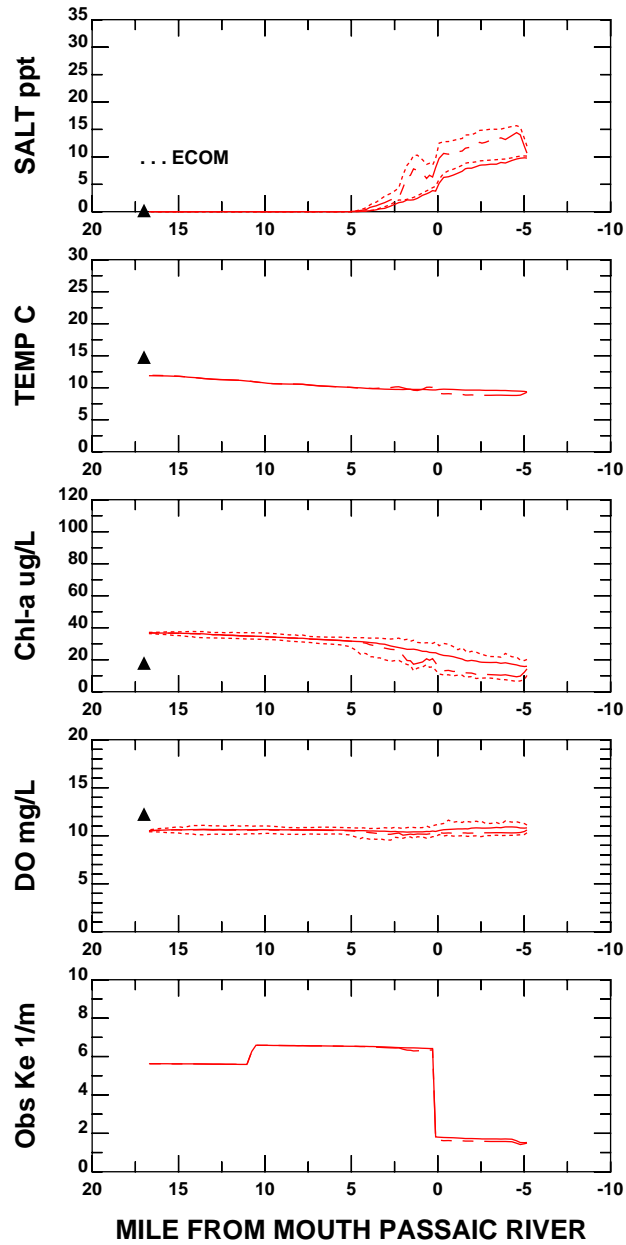 SALT ppt
35
30
25
20
15
10
5
0
. . . ECOM
20 15 10 5 0 -5 -10
TEMP C
30
25
20
15
10
5
0
20 15 10 5 0 -5 -10
Chl-a ug/L
120
100
80
60
40
20
0
20 15 10 5 0 -5 -10
DO mg/L
20
15
10
5
0
20 15 10 5 0 -5 -10
Obs Ke 1/m
10
8
6
4
2
0
20 15 10 5 0 -5 -10
MILE FROM MOUTH PASSAIC RIVER